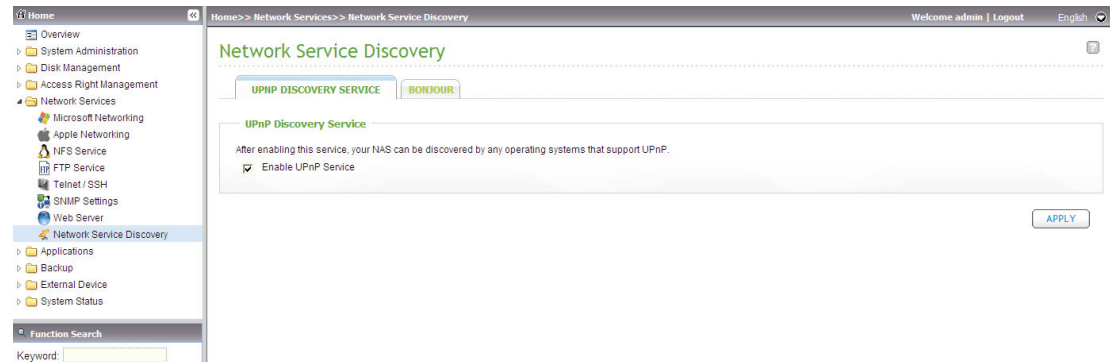 Home
Home>> Network Services>> Network Service Discovery
Welcome admin | Logout
English
Overview
System Administration
Disk Management
Access Right Management
Network Services
Microsoft Networking
Apple Networking
NFS Service
FTP Service
Telnet / SSH
SNMP Settings
Web Server
Network Service Discovery
Applications
Backup
External Device
System Status
Function Search
Keyword:
Network Service Discovery
?
UPNP DISCOVERY SERVICE
BONJOUR
UPnP Discovery Service
After enabling this service, your NAS can be discovered by any operating systems that support UPnP.
Enable UPnP Service
APPLY